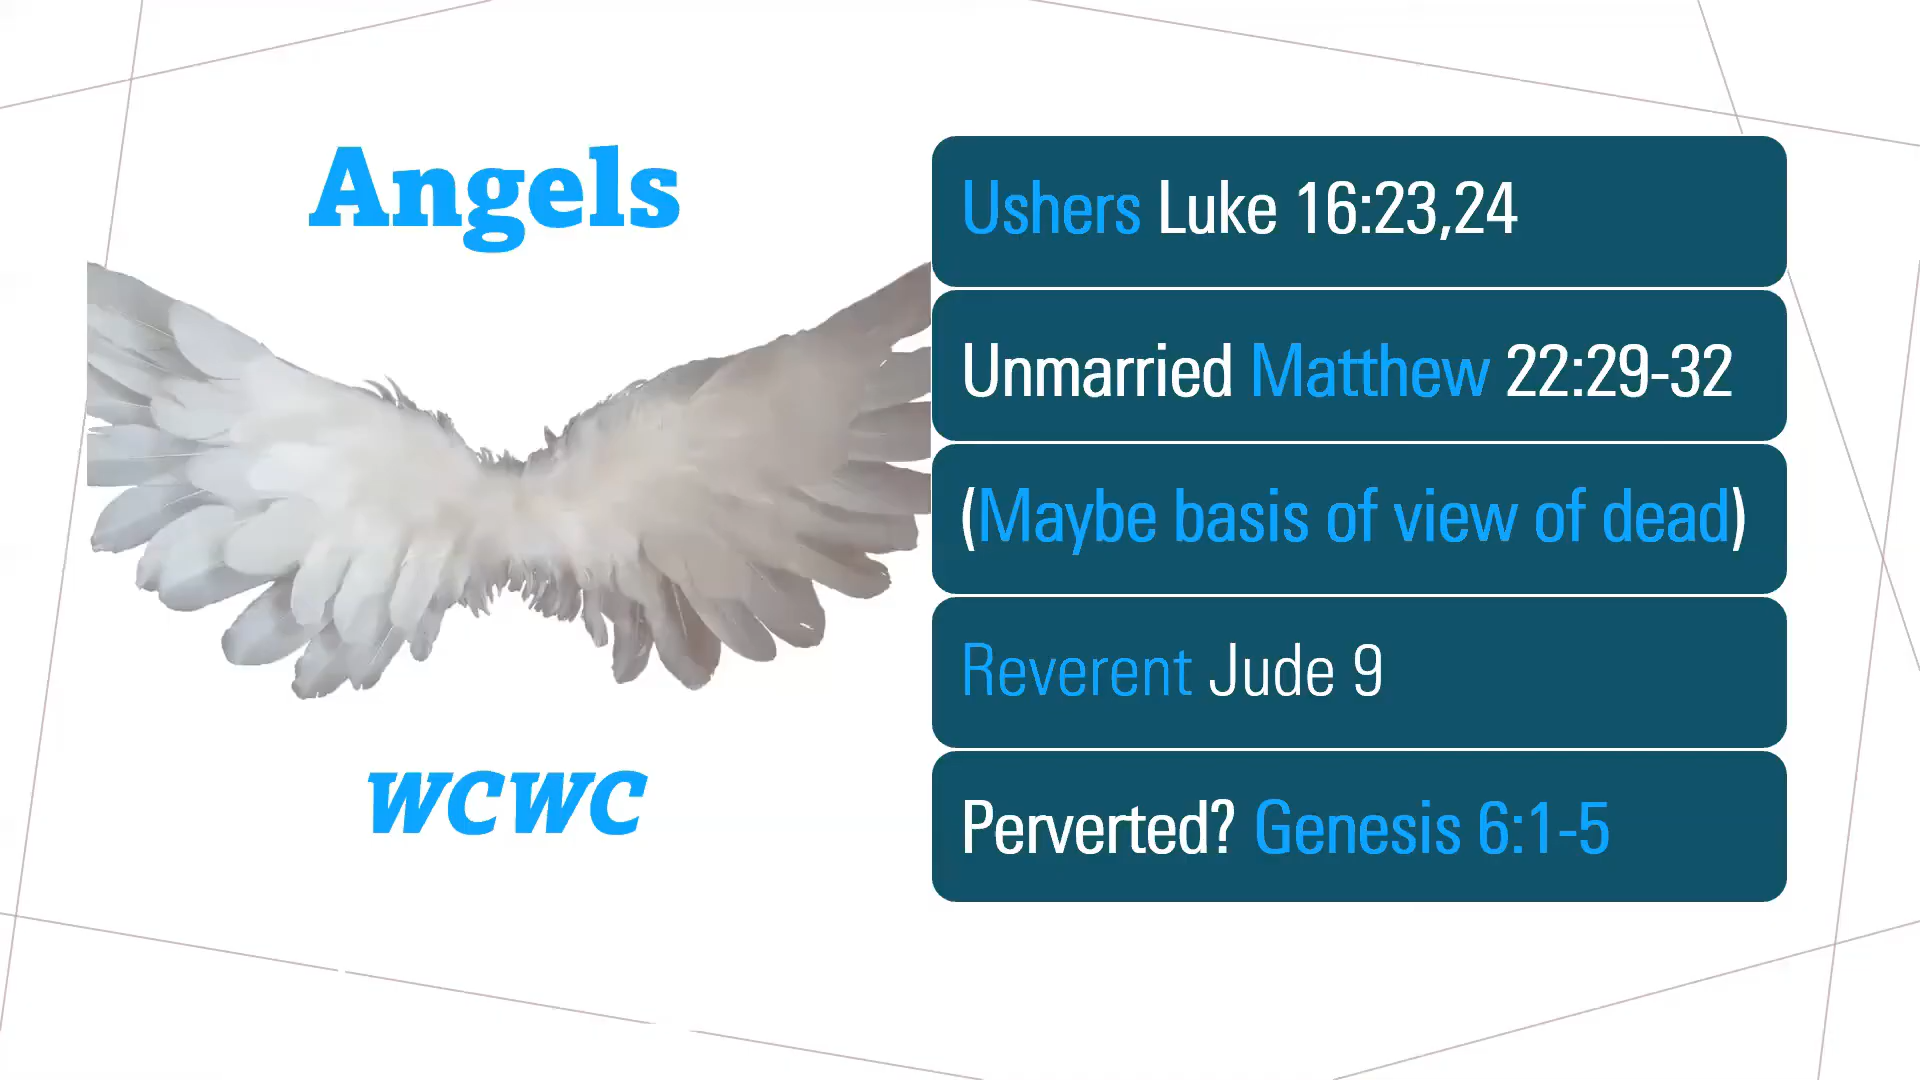 Angels
WCWC
Ushers Luke 16:23,24
Unmarried Matthew 22:29-32
(Maybe basis of view of dead)
Reverent Jude 9
Perverted? Genesis 6:1-5